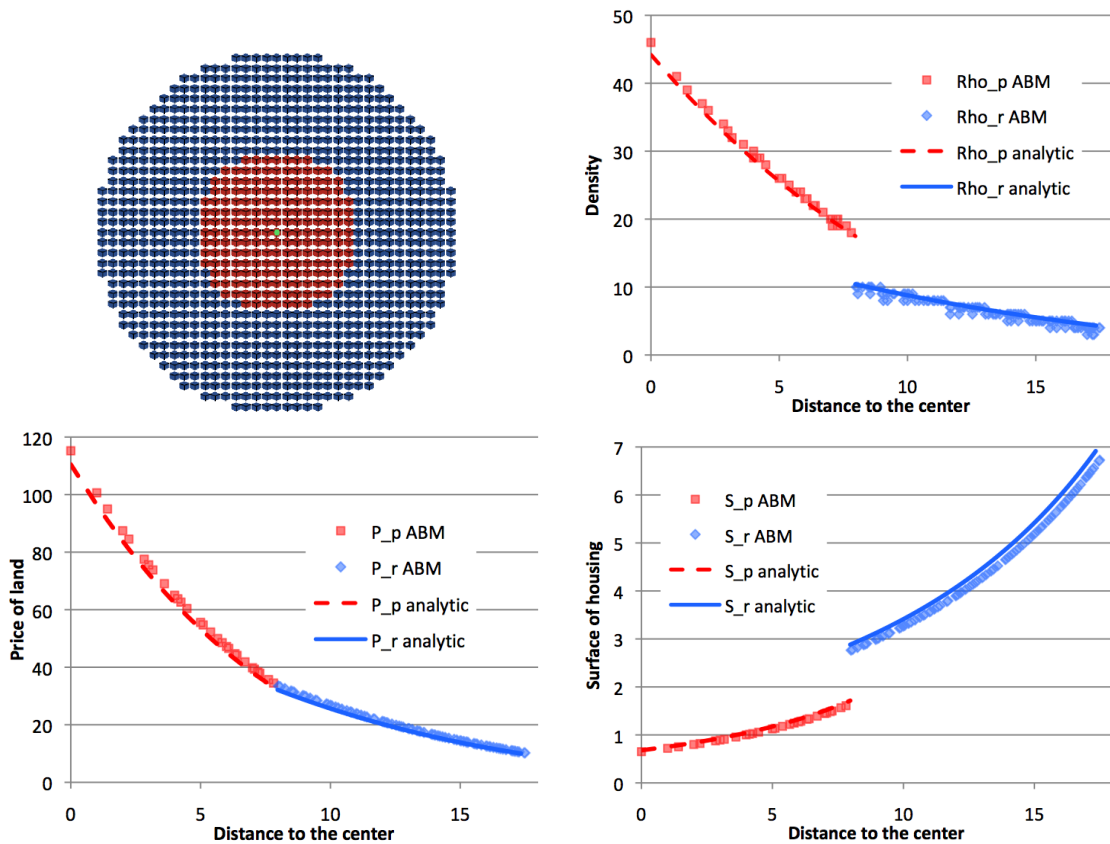 50
40
30
20
10
0
Density
Rho_p ABM
Rho_r ABM
Rho_p analytic
Rho_r analytic
0 5 10 15
Distance to the center
120
100
80
60
40
20
0
Price of land
P_p ABM
P_r ABM
P_p analytic
P_r analytic
0 5 10 15
Distance to the center
7
6
5
4
3
2
1
0
Surface of housing
S_p ABM
S_r ABM
S_p analytic
S_r analytic
0 5 10 15
Distance to the center